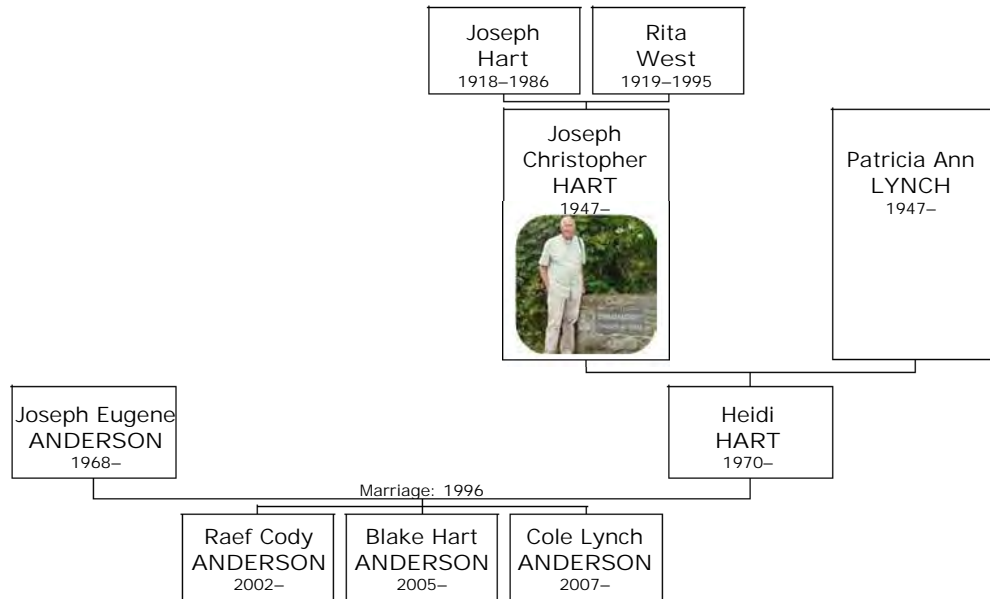 Joseph
Hart
1918–1986
Rita
West
1919–1995
Joseph
Christopher
HART
1947–
Patricia Ann
LYNCH
1947–
Joseph Eugene
ANDERSON
1968–
Heidi
HART
1970–
Marriage: 1996
Raef Cody
ANDERSON
2002–
Blake Hart
ANDERSON
2005–
Cole Lynch
ANDERSON
2007–